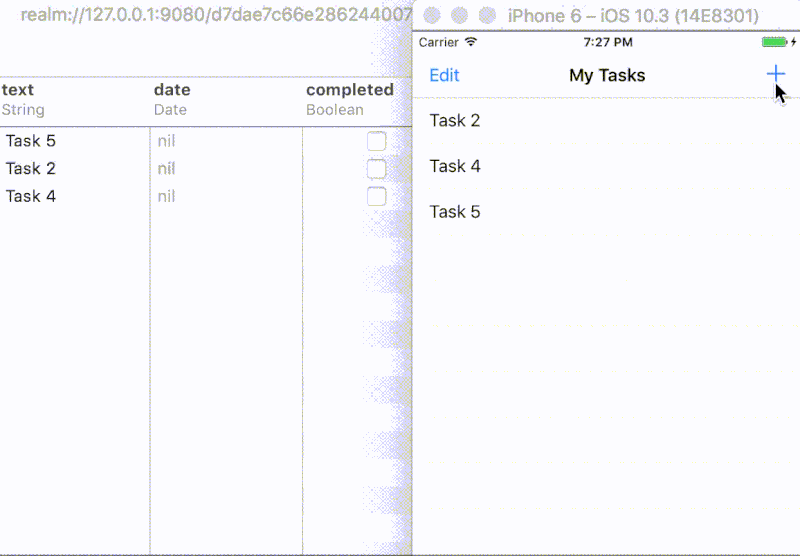 realm://127.0.0.1:9080/d7dae7c66e286244007
text date completed
String Date Boolean
Task 5 nil
Task 2 nil
Task 4 nil
iPhone 6 – iOS 10.3 (14E8301)
Carrier 7:27 PM
Edit My Tasks +
Task 2
Task 4
Task 5